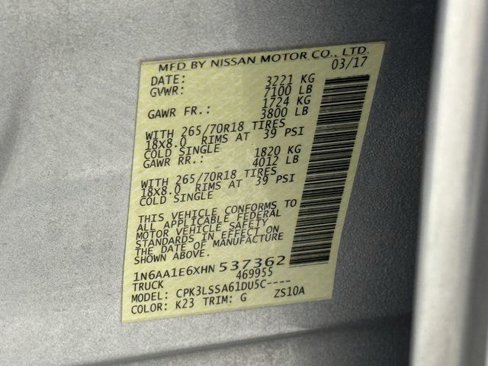 MFD BY NISSAN MOTOR CO., LTD.
DATE: 03/17
GVWR: 3221 KG
7100 LB
GAWR FR.: 1724 KG
3800 LB
WITH 265/70R18 TIRES
18X8.0 RIMS AT 39 PSI
COLD SINGLE
GAWR RR.: 1820 KG
4012 LB
WITH 265/70R18 TIRES
18X8.0 RIMS AT 39 PSI
COLD SINGLE
THIS VEHICLE CONFORMS TO
ALL APPLICABLE FEDERAL
MOTOR VEHICLE SAFETY
STANDARDS IN EFFECT ON
THE DATE OF MANUFACTURE
SHOWN ABOVE.
1N6AA1E6XHN537362
TRUCK 469955
MODEL: CPK3LSSA61DU5C----
COLOR: K23 TRIM: G ZS10A